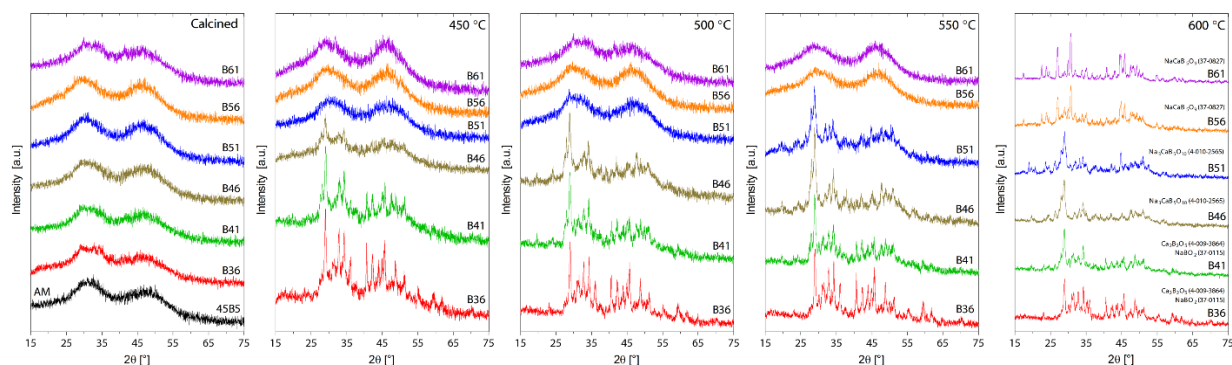 Calcined
B61
B56
B51
B46
B41
B36
AM
45B5
Intensity [a.u.]
15 25 35 45 55 65 75
2θ [°]
450 °C
B61
B56
B51
B46
B41
B36
Intensity [a.u.]
15 25 35 45 55 65 75
2θ [°]
500 °C
B61
B56
B51
B46
B41
B36
Intensity [a.u.]
15 25 35 45 55 65 75
2θ [°]
550 °C
B61
B56
B51
B46
B41
B36
Intensity [a.u.]
15 25 35 45 55 65 75
2θ [°]
600 °C
(37-0827)
B61
(37-0827)
B56
(4-010-2565)
B51
(4-010-2565)
B46
Ca₂B₂O₅ (4-009-3864)
NaBO₂ (37-0115)
B41
Ca₂B₂O₅ (4-009-3864)
NaBO₂ (37-0115)
B36
Intensity [a.u.]
15 25 35 45 55 65 75
2θ [°]